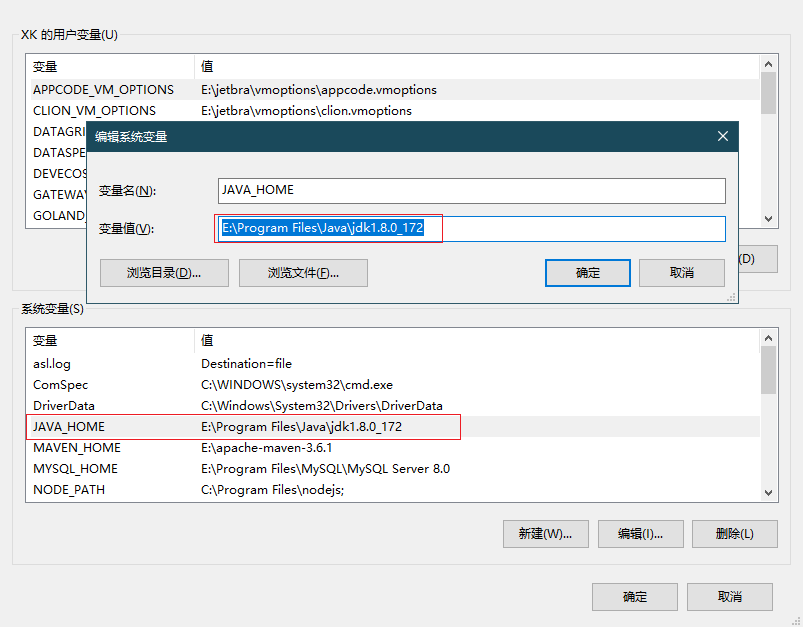 XK 的用户变量(U)
变量 值
APPCODE_VM_OPTIONS E:\jetbra\vmoptions\appcode.vmoptions
CLION_VM_OPTIONS E:\jetbra\vmoptions\clion.vmoptions
DATAGRI
DATASPE
DEVECOS
GATEWAY
GOLAND_
编辑系统变量
变量名(N): JAVA_HOME
变量值(V): E:\Program Files\Java\jdk1.8.0_172
浏览目录(D)... 浏览文件(F)... 确定 取消
(D)
系统变量(S)
变量 值
asl.log Destination=file
ComSpec C:\WINDOWS\system32\cmd.exe
DriverData C:\Windows\System32\Drivers\DriverData
JAVA_HOME E:\Program Files\Java\jdk1.8.0_172
MAVEN_HOME E:\apache-maven-3.6.1
MYSQL_HOME E:\Program Files\MySQL\MySQL Server 8.0
NODE_PATH C:\Program Files\nodejs;
新建(W)... 编辑(I)... 删除(L)
确定 取消